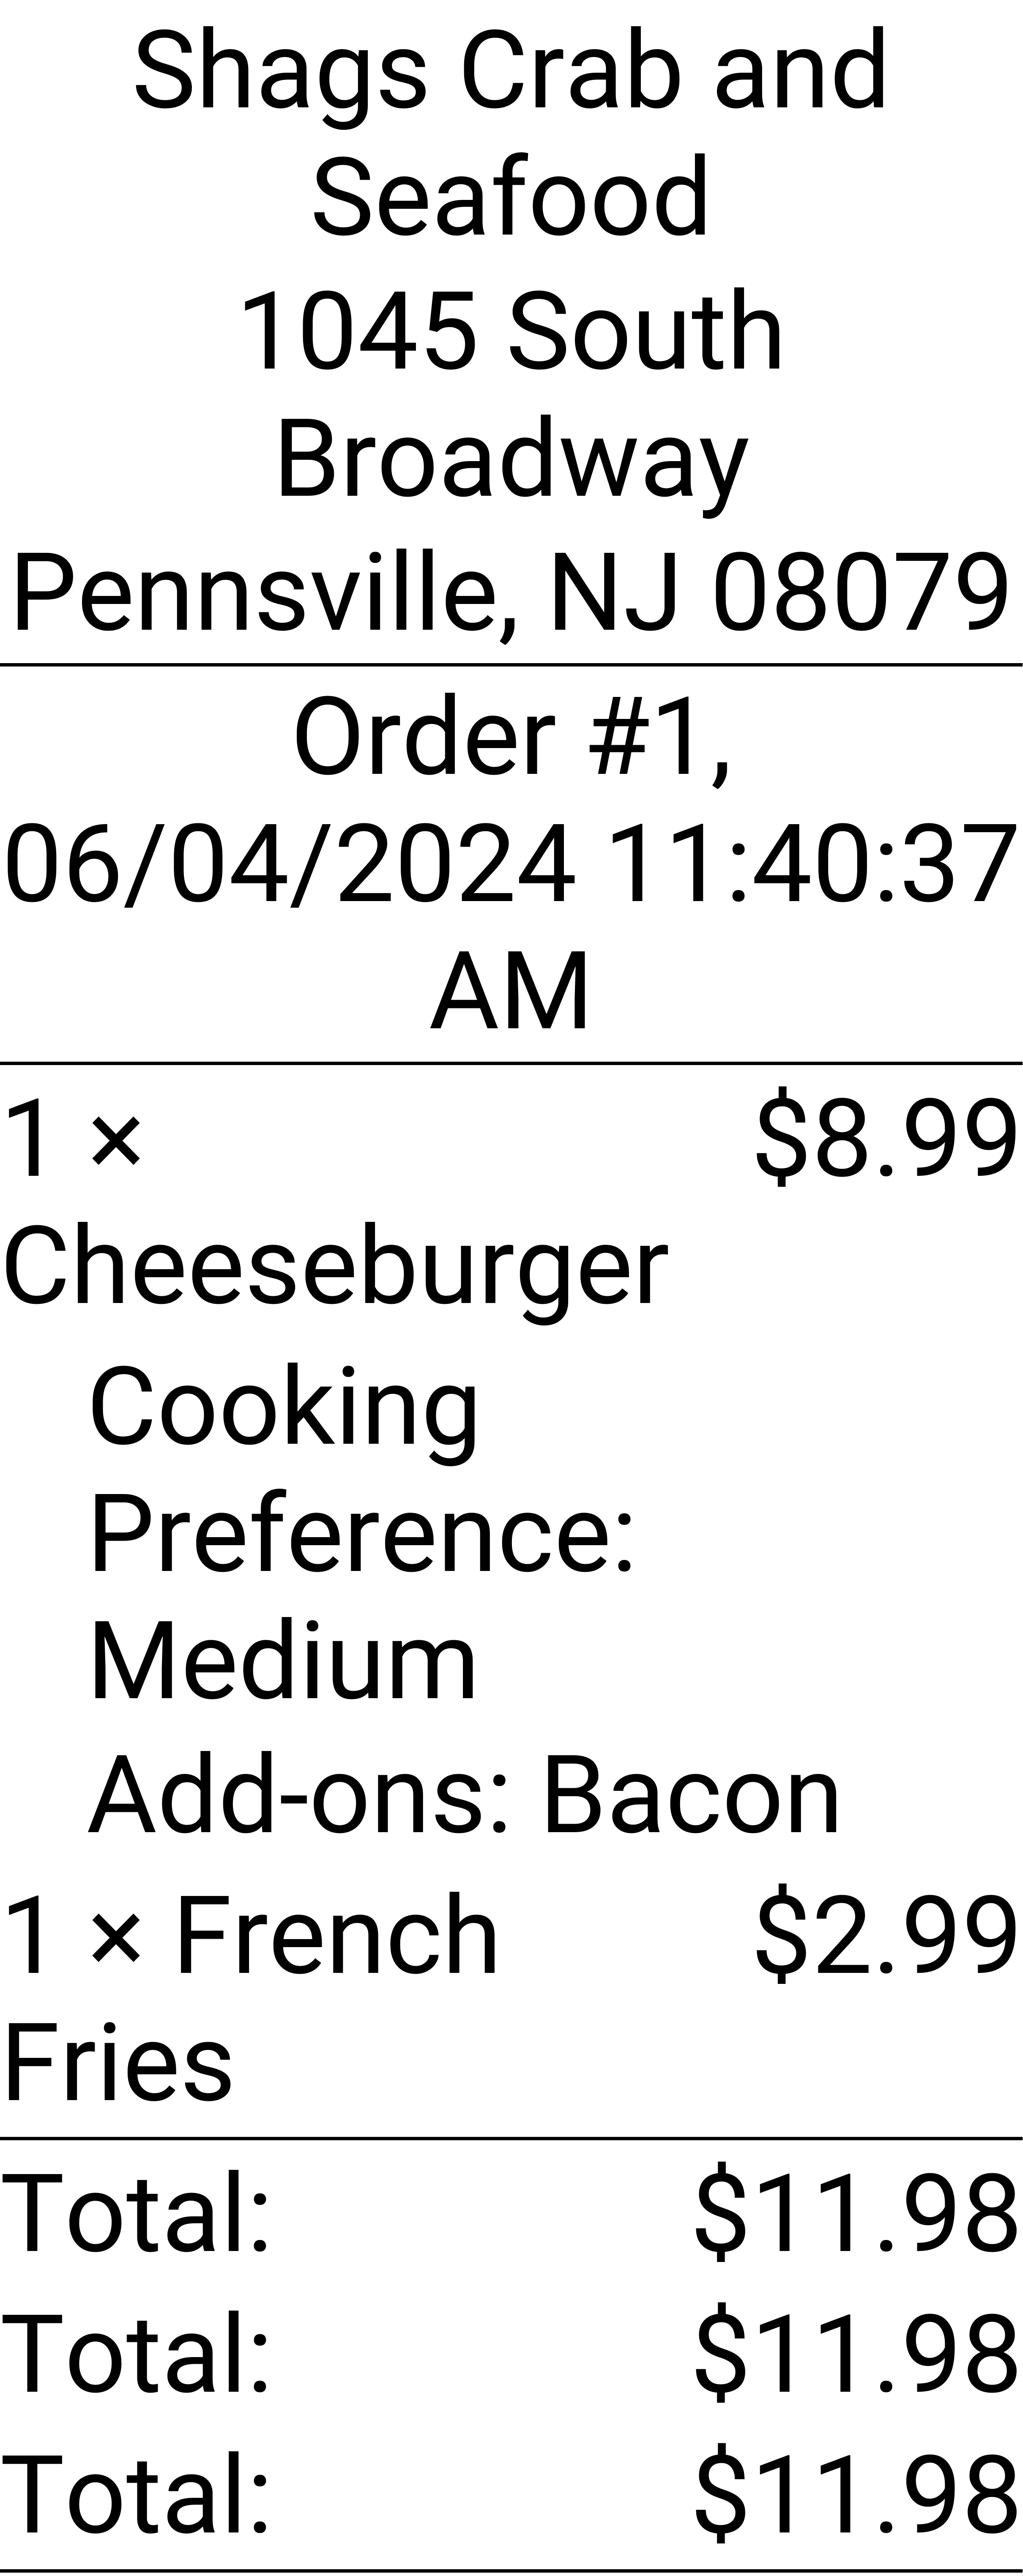 Shags Crab and
Seafood
1045 South
Broadway
Pennsville, NJ 08079
Order #1,
06/04/2024 11:40:37
AM
1 × $8.99
Cheeseburger
Cooking
Preference:
Medium
Add-ons: Bacon
1 × French $2.99
Fries
Total: $11.98
Total: $11.98
Total: $11.98